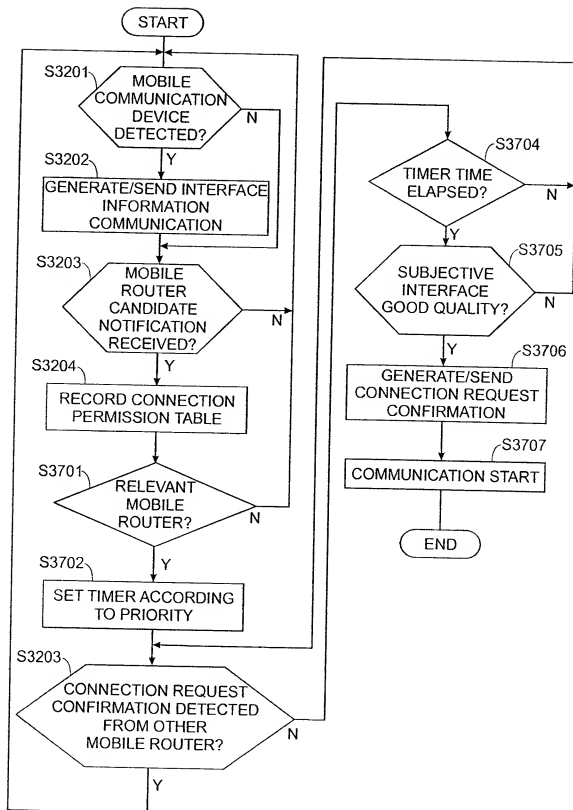 START
S3201
MOBILE
COMMUNICATION
DEVICE
DETECTED?
N
Y
S3202
GENERATE/SEND INTERFACE
INFORMATION
COMMUNICATION
S3203
MOBILE
ROUTER
CANDIDATE
NOTIFICATION
RECEIVED?
N
Y
S3204
RECORD CONNECTION
PERMISSION TABLE
S3701
RELEVANT
MOBILE
ROUTER?
N
Y
S3702
SET TIMER ACCORDING
TO PRIORITY
S3203
CONNECTION REQUEST
CONFIRMATION DETECTED
FROM OTHER
MOBILE ROUTER?
N
Y
S3704
TIMER TIME
ELAPSED?
N
Y
S3705
SUBJECTIVE
INTERFACE
GOOD QUALITY?
N
Y
S3706
GENERATE/SEND
CONNECTION REQUEST
CONFIRMATION
S3707
COMMUNICATION START
END